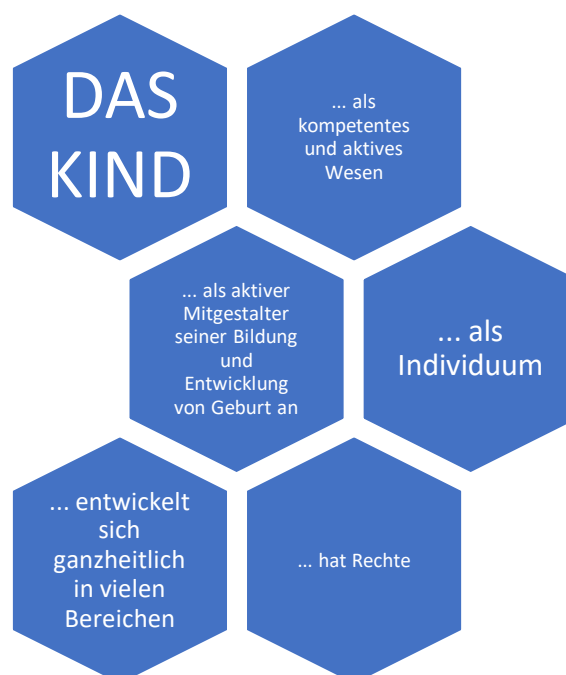 DAS
KIND
... als
kompetentes
und aktives
Wesen
... als aktiver
Mitgestalter
seiner Bildung
und
Entwicklung
von Geburt an
... als
Individuum
... entwickelt
sich
ganzheitlich
in vielen
Bereichen
... hat Rechte